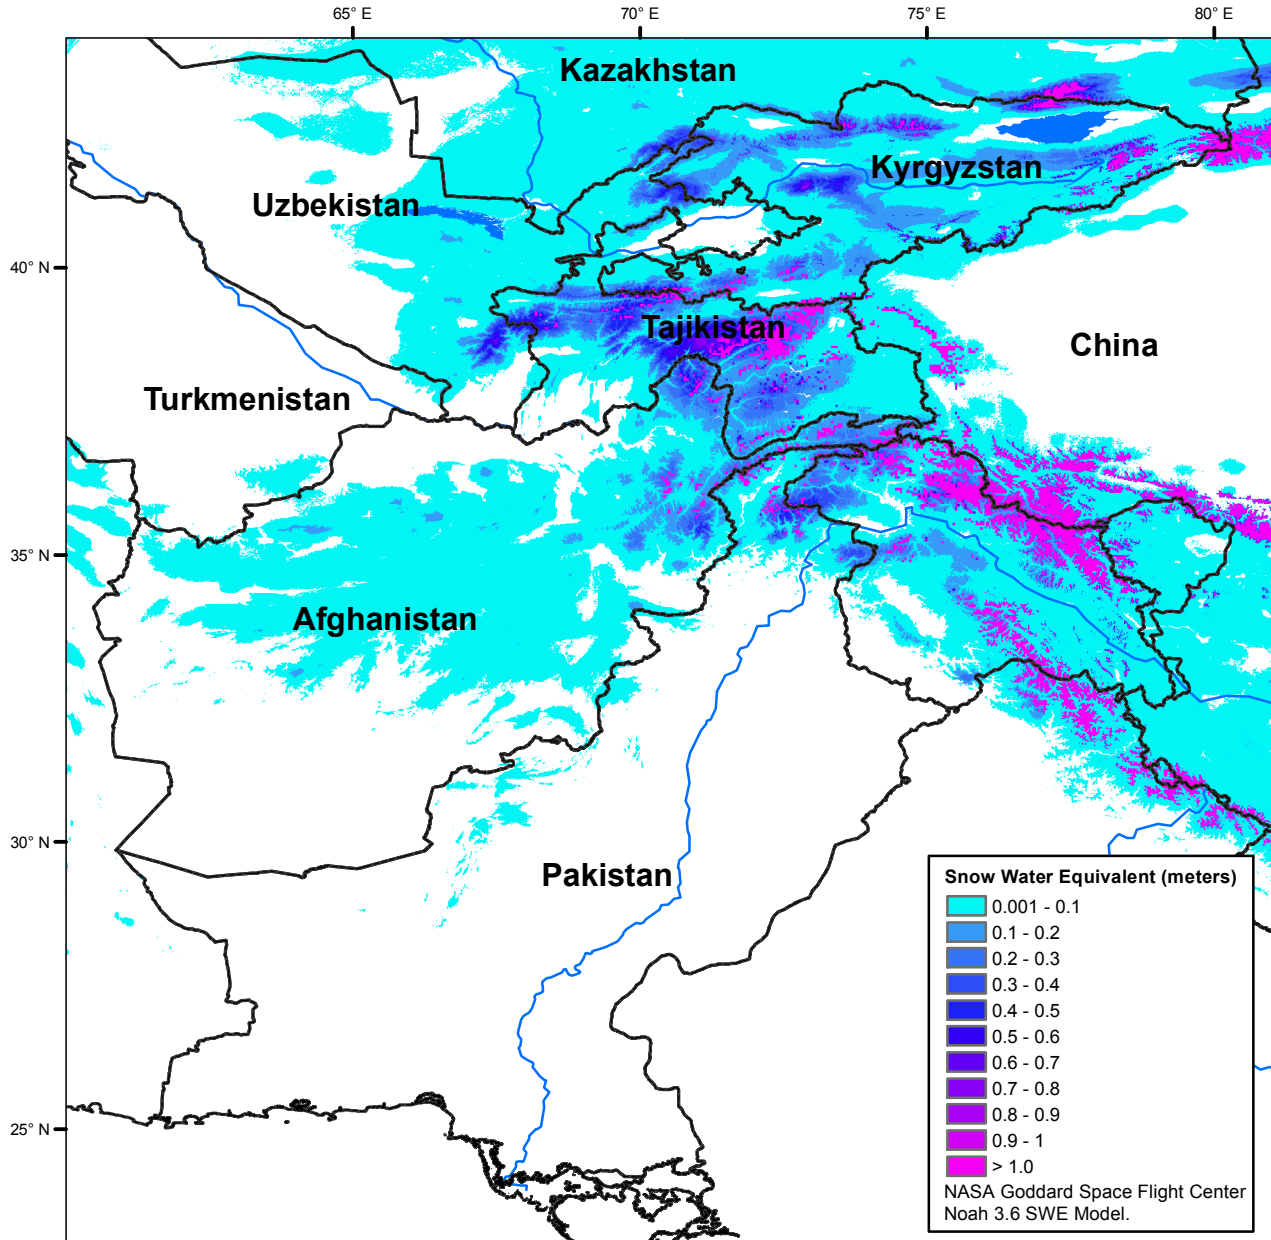 65° E
70° E
75° E
80° E
Kazakhstan
Kyrgyzstan
Uzbekistan
40° N
Tajikistan
China
Turkmenistan
35° N
Afghanistan
30° N
Pakistan
25° N
Snow Water Equivalent (meters)
0.001 - 0.1
0.1 - 0.2
0.2 - 0.3
0.3 - 0.4
0.4 - 0.5
0.5 - 0.6
0.6 - 0.7
0.7 - 0.8
0.8 - 0.9
0.9 - 1
> 1.0
NASA Goddard Space Flight Center
Noah 3.6 SWE Model.